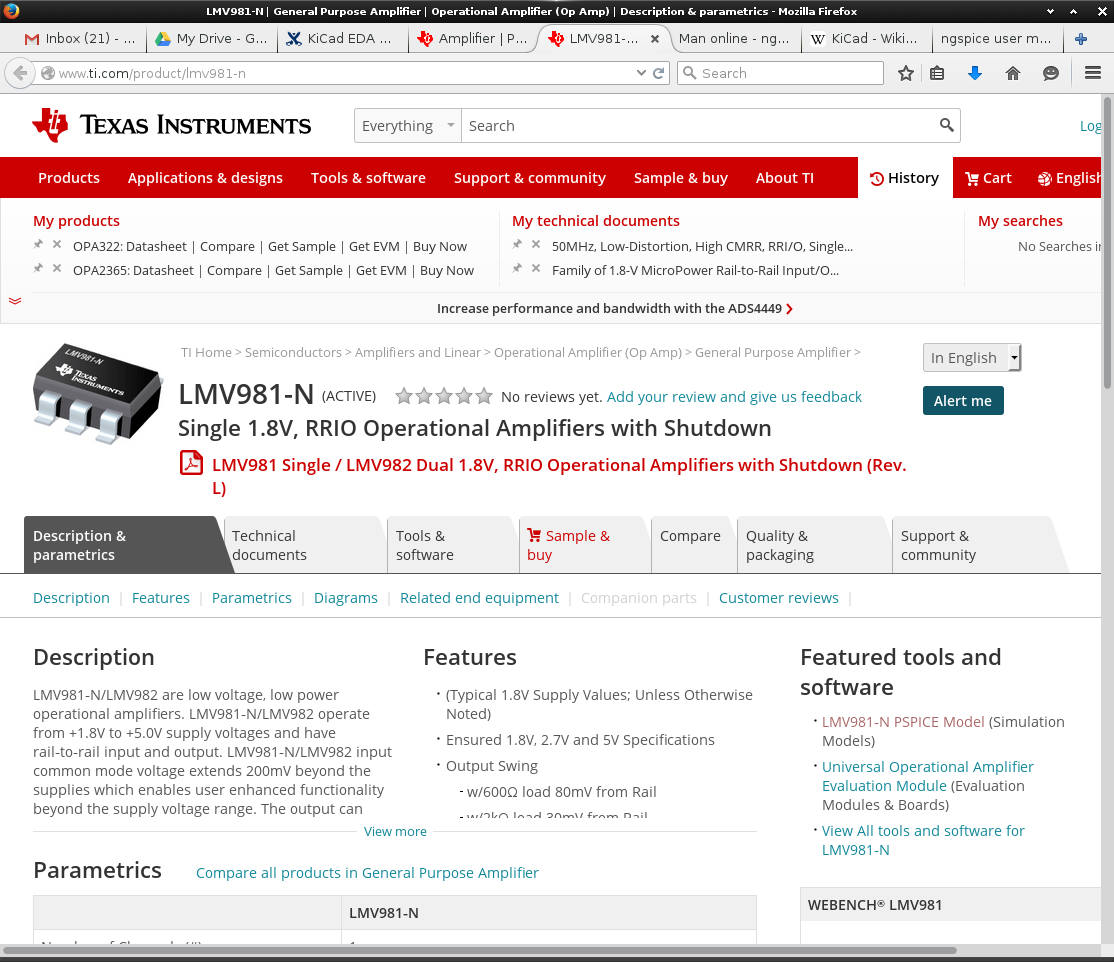 LMV981-N | General Purpose Amplifier | Operational Amplifier (Op Amp) | Description & parametrics - Mozilla Firefox
Inbox (21) - ... My Drive - G... KiCad EDA ... Amplifier | P... LMV981-... Man online - ng... KiCad - Wiki... ngspice user m...
www.ti.com/product/lmv981-n Search
TEXAS INSTRUMENTS Everything Search Log
Products Applications & designs Tools & software Support & community Sample & buy About TI History Cart English
My products My technical documents My searches
OPA322: Datasheet | Compare | Get Sample | Get EVM | Buy Now 50MHz, Low-Distortion, High CMRR, RRI/O, Single... No Searches in
OPA2365: Datasheet | Compare | Get Sample | Get EVM | Buy Now Family of 1.8-V MicroPower Rail-to-Rail Input/O...
Increase performance and bandwidth with the ADS4449 ❯
LMV981-N
TEXAS INSTRUMENTS
TI Home > Semiconductors > Amplifiers and Linear > Operational Amplifier (Op Amp) > General Purpose Amplifier > In English
LMV981-N (ACTIVE) No reviews yet. Add your review and give us feedback Alert me
Single 1.8V, RRIO Operational Amplifiers with Shutdown
LMV981 Single / LMV982 Dual 1.8V, RRIO Operational Amplifiers with Shutdown (Rev.
L)
Description &
parametrics
Technical
documents
Tools &
software
Sample &
buy
Compare
Quality &
packaging
Support &
community
Description | Features | Parametrics | Diagrams | Related end equipment | Companion parts | Customer reviews |
Description
LMV981-N/LMV982 are low voltage, low power
operational amplifiers. LMV981-N/LMV982 operate
from +1.8V to +5.0V supply voltages and have
rail-to-rail input and output. LMV981-N/LMV982 input
common mode voltage extends 200mV beyond the
supplies which enables user enhanced functionality
beyond the supply voltage range. The output can
Features
· (Typical 1.8V Supply Values; Unless Otherwise
Noted)
· Ensured 1.8V, 2.7V and 5V Specifications
· Output Swing
- w/600Ω load 80mV from Rail
- w/2kΩ load 30mV from Rail
View more
Featured tools and
software
· LMV981-N PSPICE Model (Simulation
Models)
· Universal Operational Amplifier
Evaluation Module (Evaluation
Modules & Boards)
· View All tools and software for
LMV981-N
Parametrics Compare all products in General Purpose Amplifier
LMV981-N
Number of Channels (#) 1
WEBENCH® LMV981